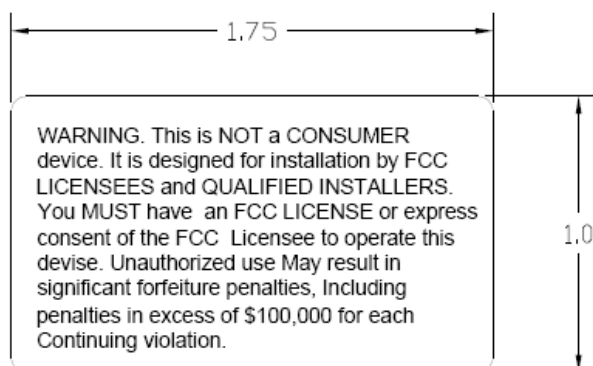 1.75
WARNING. This is NOT a CONSUMER
device. It is designed for installation by FCC
LICENSEES and QUALIFIED INSTALLERS.
You MUST have  an FCC LICENSE or express
consent of the FCC  Licensee to operate this
devise. Unauthorized use May result in
significant forfeiture penalties, Including
penalties in excess of $100,000 for each
Continuing violation.
1.0